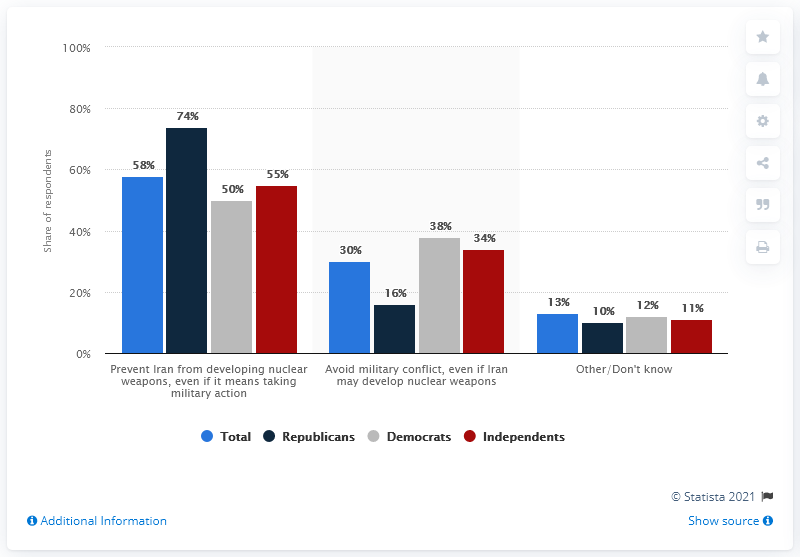 100%
80%
60%
40%
20%
0%
Share of respondents
58%
74%
50%
55%
30%
16%
38%
34%
13%
10%
12%
11%
Prevent Iran from developing nuclear
weapons, even if it means taking
military action
Avoid military conflict, even if Iran
may develop nuclear weapons
Other/Don't know
Total Republicans Democrats Independents
© Statista 2021
Additional Information
Show source